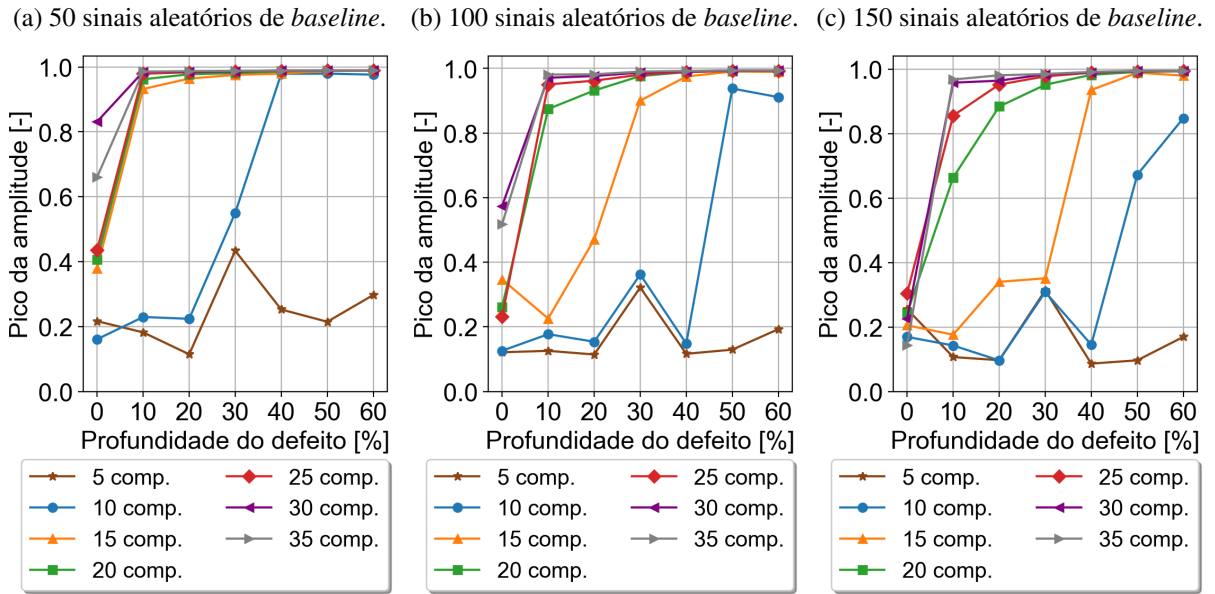 (a) 50 sinais aleatórios de baseline.
(b) 100 sinais aleatórios de baseline.
(c) 150 sinais aleatórios de baseline.
Pico da amplitude [-]
1.0
0.8
0.6
0.4
0.2
0.0
0 10 20 30 40 50 60
Profundidade do defeito [%]
5 comp.
10 comp.
15 comp.
20 comp.
25 comp.
30 comp.
35 comp.
Pico da amplitude [-]
1.0
0.8
0.6
0.4
0.2
0.0
0 10 20 30 40 50 60
Profundidade do defeito [%]
5 comp.
10 comp.
15 comp.
20 comp.
25 comp.
30 comp.
35 comp.
Pico da amplitude [-]
1.0
0.8
0.6
0.4
0.2
0.0
0 10 20 30 40 50 60
Profundidade do defeito [%]
5 comp.
10 comp.
15 comp.
20 comp.
25 comp.
30 comp.
35 comp.